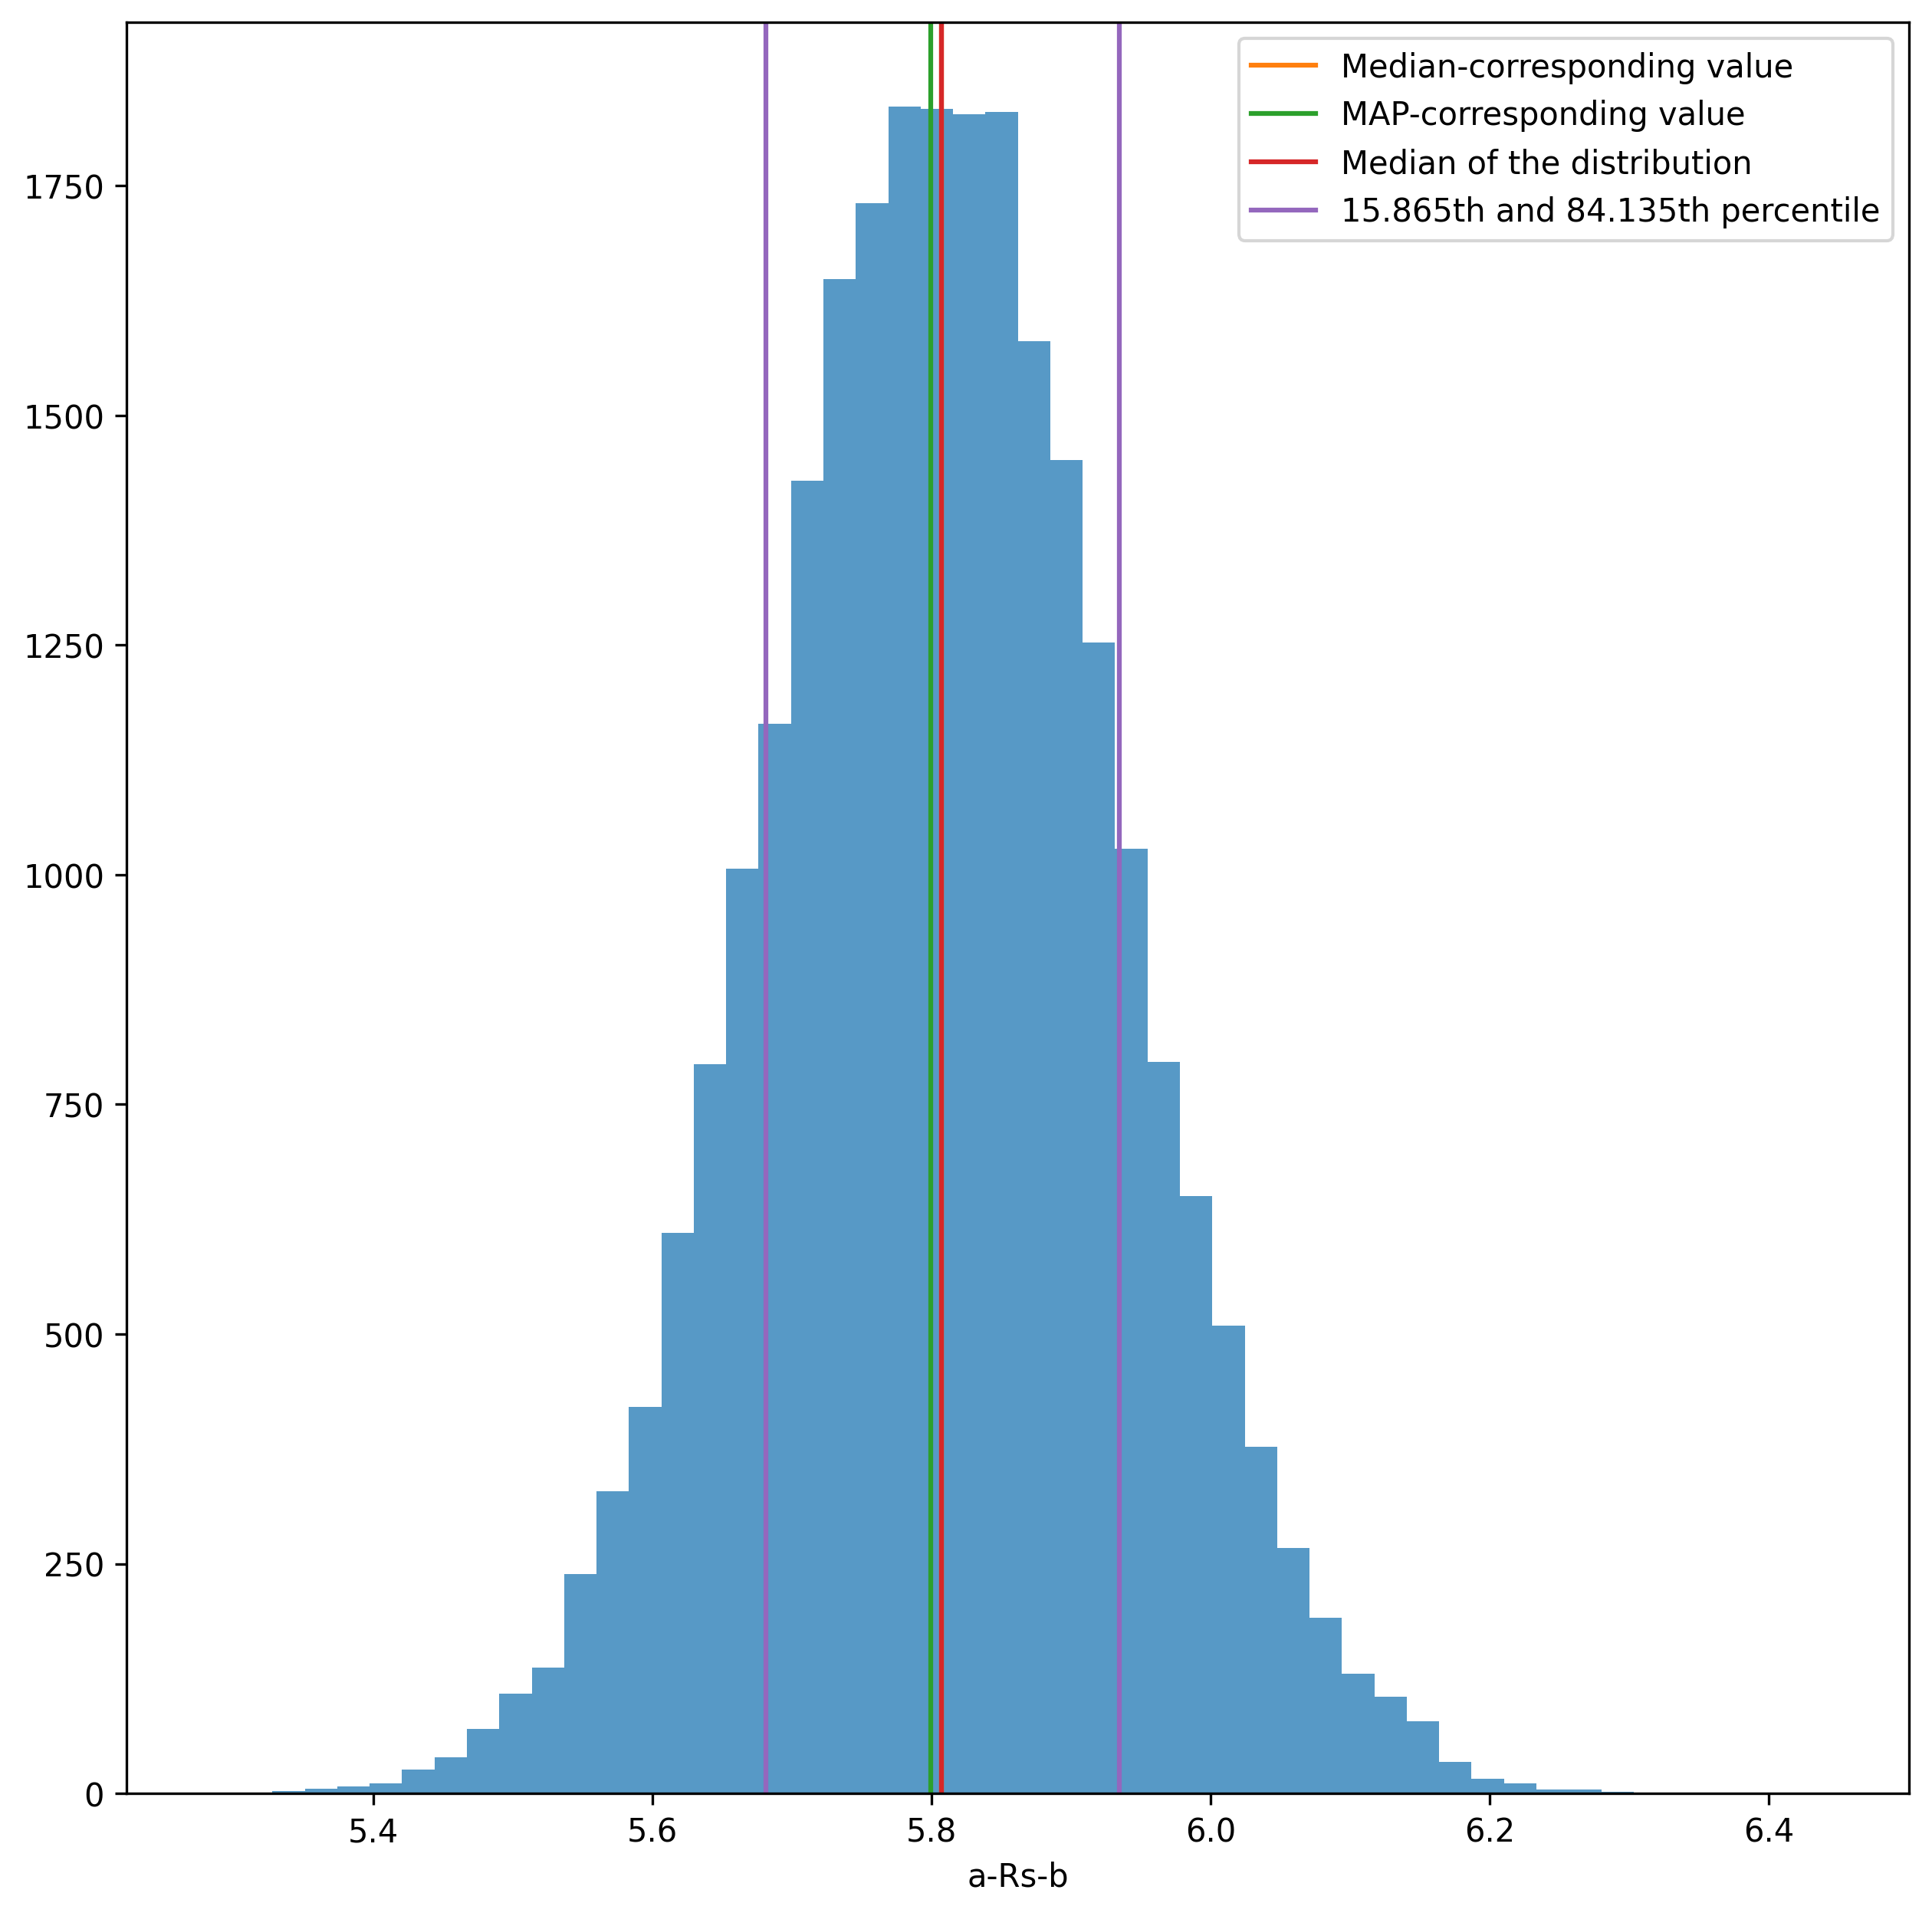 Median-corresponding value
MAP-corresponding value
Median of the distribution
15.865th and 84.135th percentile
1750
1500
1250
1000
750
500
250
0
5.4 5.6 5.8 6.0 6.2 6.4
a-Rs-b